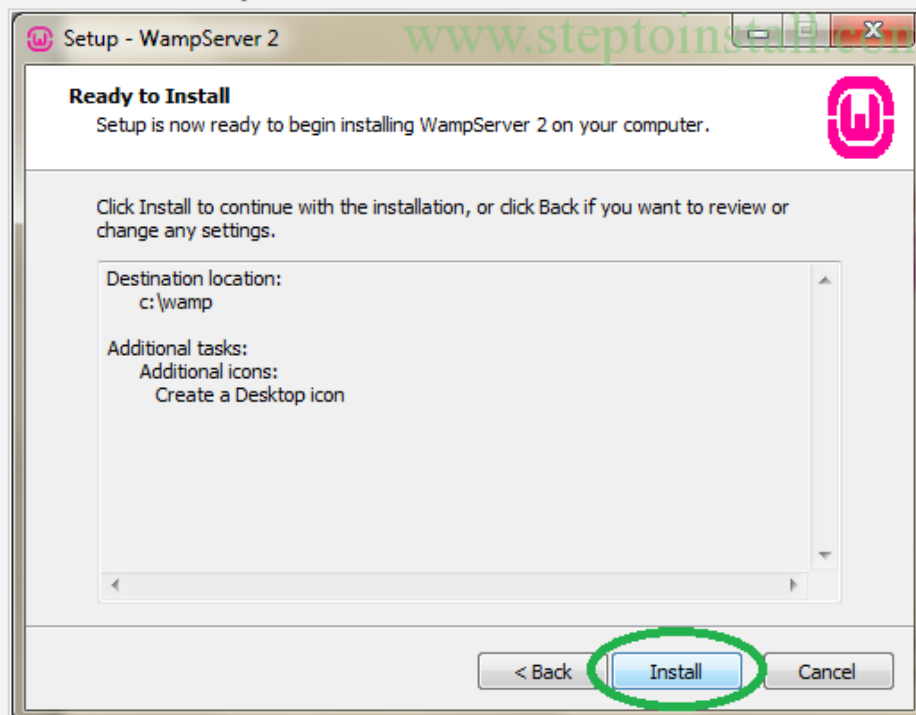 Setup - WampServer 2
www.steptoinstall.com
Ready to Install
Setup is now ready to begin installing WampServer 2 on your computer.
Click Install to continue with the installation, or click Back if you want to review or
change any settings.
Destination location:
c:\wamp
Additional tasks:
Additional icons:
Create a Desktop icon
< Back
Install
Cancel